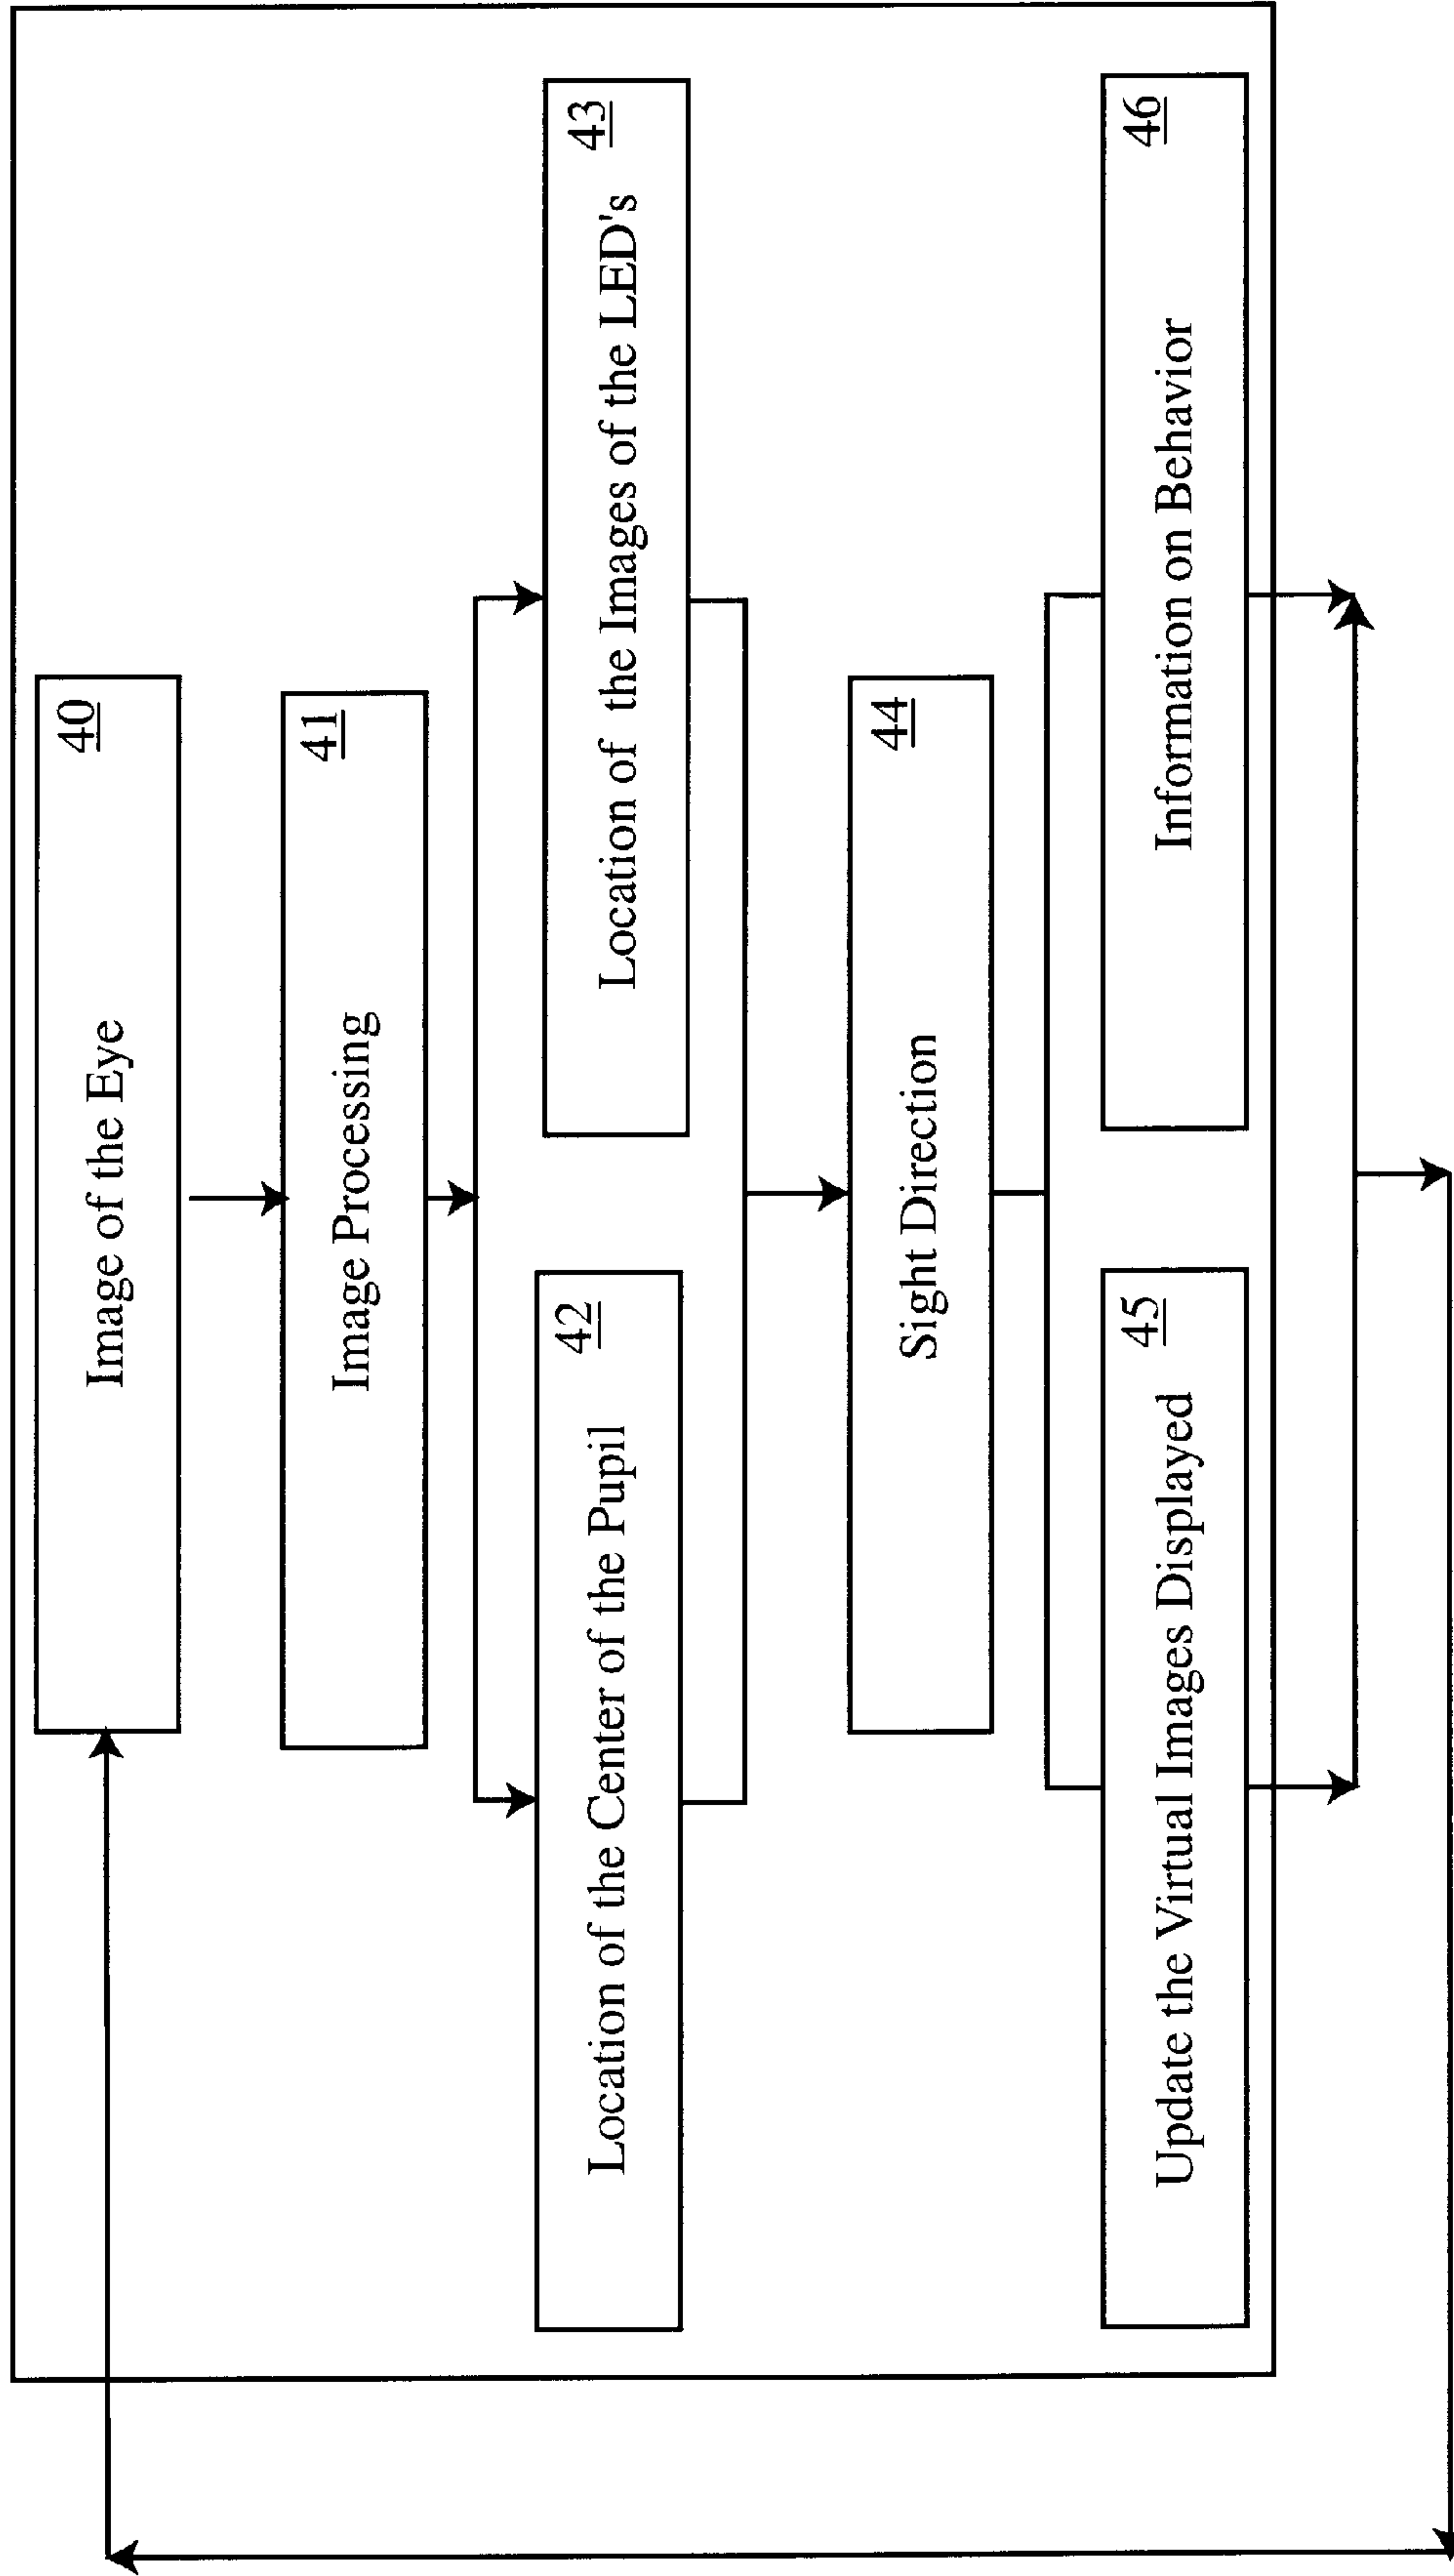 Image of the Eye 40
Image Processing 41
Location of the Center of the Pupil 42
Location of the Images of the LED's 43
Sight Direction 44
Update the Virtual Images Displayed 45
Information on Behavior 46